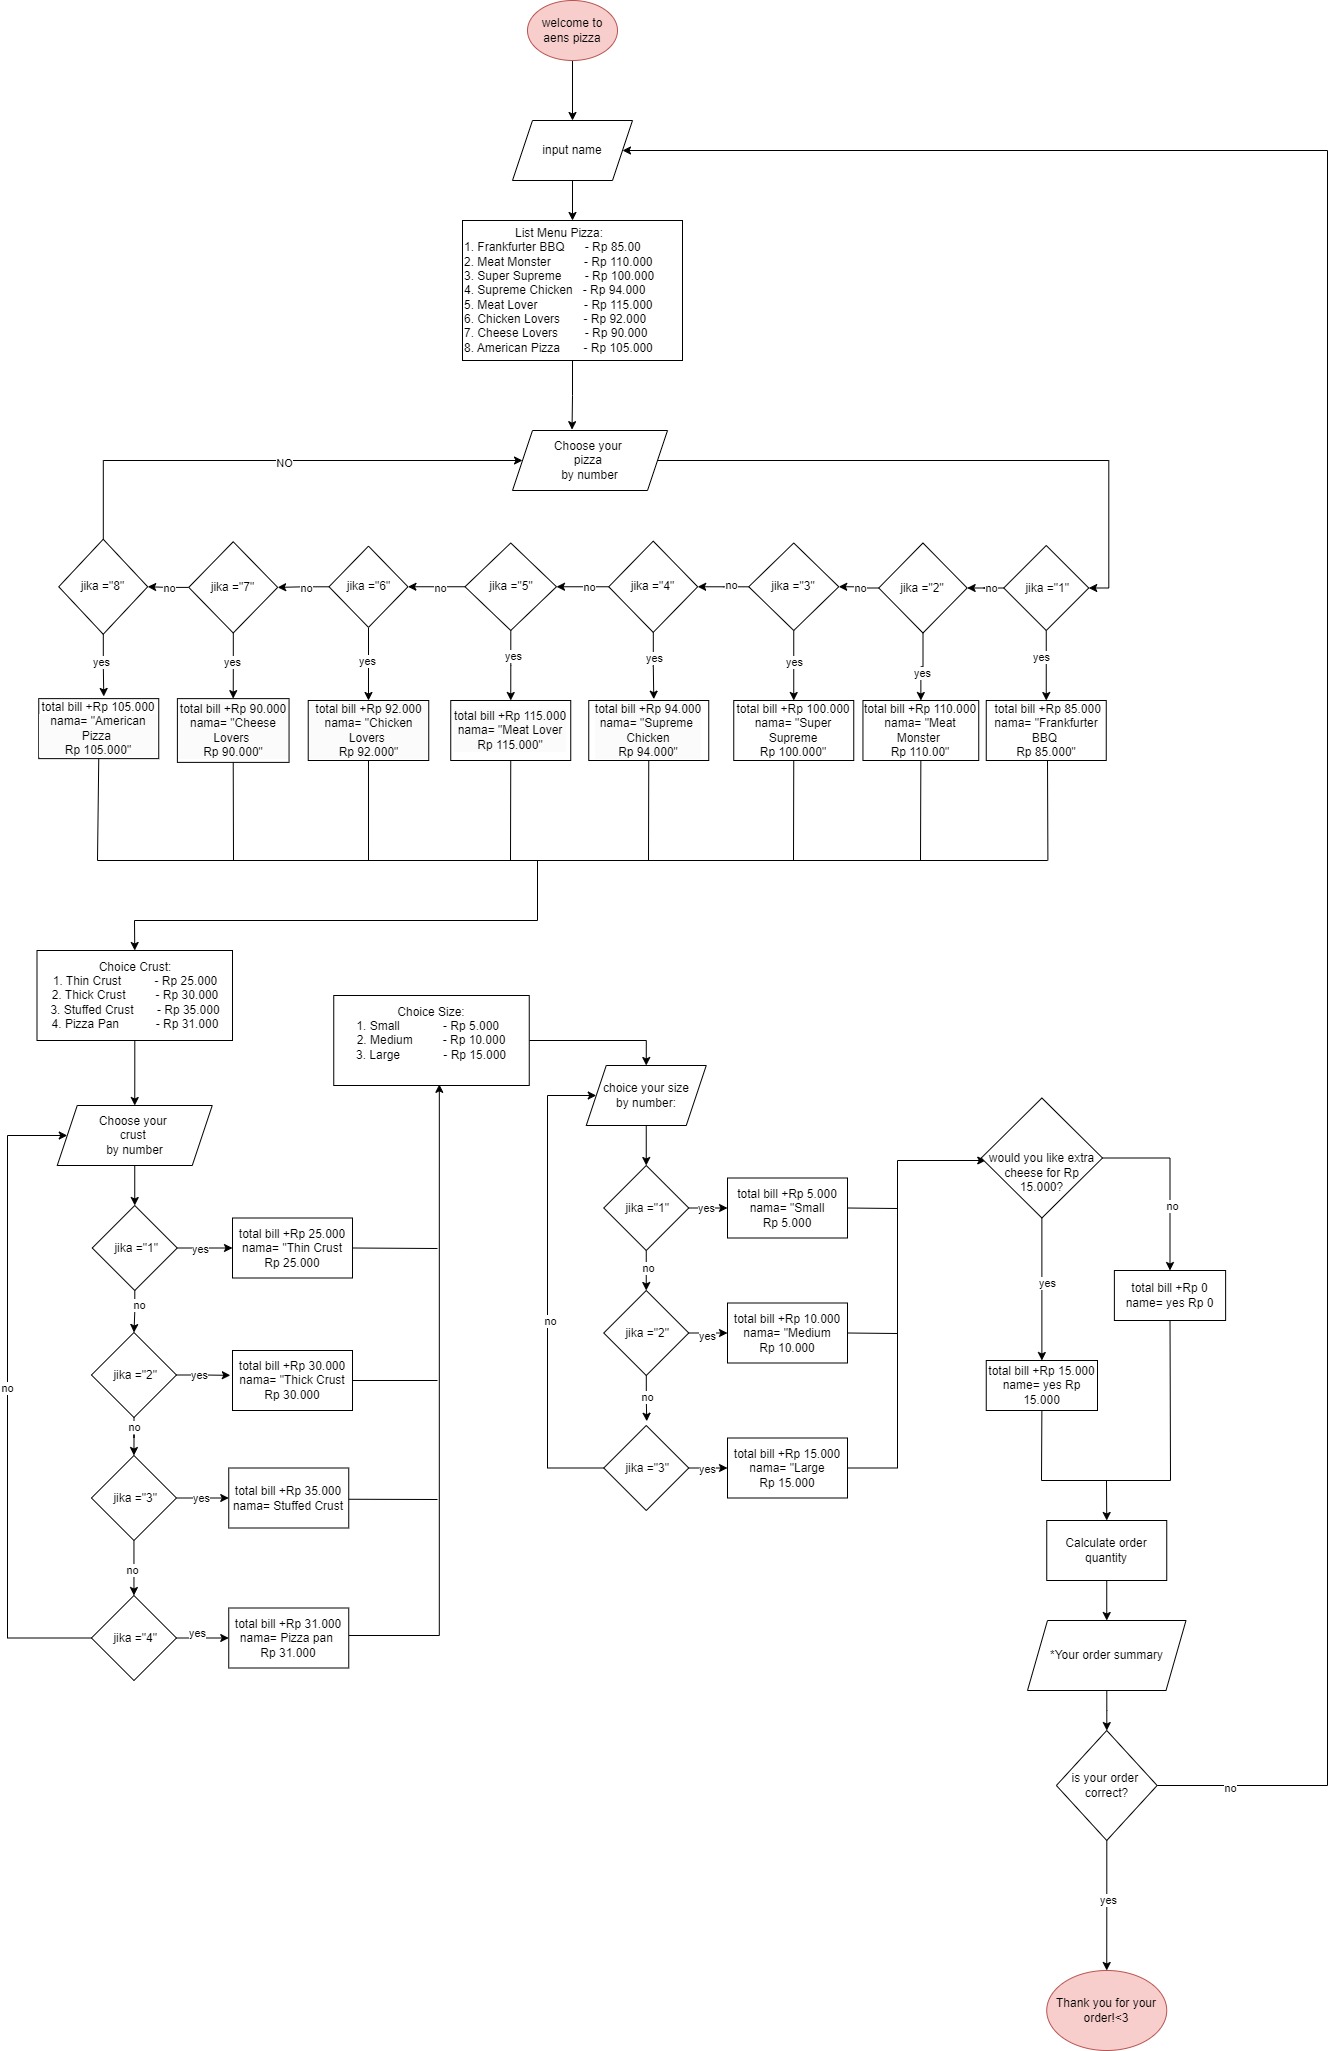 welcome to
aens pizza
input name
List Menu Pizza:
1. Frankfurter BBQ - Rp 85.00
2. Meat Monster - Rp 110.000
3. Super Supreme - Rp 100.000
4. Supreme Chicken - Rp 94.000
5. Meat Lover - Rp 115.000
6. Chicken Lovers - Rp 92.000
7. Cheese Lovers - Rp 90.000
8. American Pizza - Rp 105.000
Choose your
pizza
by number
NO
jika ="8"
no
jika ="7"
no
jika ="6"
no
jika ="5"
no
jika ="4"
no
jika ="3"
no
jika ="2"
no
jika ="1"
yes
yes
yes
yes
yes
yes
yes
yes
total bill +Rp 105.000
nama= "American
Pizza
Rp 105.000"
total bill +Rp 90.000
nama= "Cheese
Lovers
Rp 90.000"
total bill +Rp 92.000
nama= "Chicken
Lovers
Rp 92.000"
total bill +Rp 115.000
nama= "Meat Lover
Rp 115.000"
total bill +Rp 94.000
nama= "Supreme
Chicken
Rp 94.000"
total bill +Rp 100.000
nama= "Super
Supreme
Rp 100.000"
total bill +Rp 110.000
nama= "Meat
Monster
Rp 110.00"
total bill +Rp 85.000
nama= "Frankfurter
BBQ
Rp 85.000"
Choice Crust:
1. Thin Crust - Rp 25.000
2. Thick Crust - Rp 30.000
3. Stuffed Crust - Rp 35.000
4. Pizza Pan - Rp 31.000
Choose your
crust
by number
jika ="1"
yes
total bill +Rp 25.000
nama= "Thin Crust
Rp 25.000
no
jika ="2"
yes
total bill +Rp 30.000
nama= "Thick Crust
Rp 30.000
no
no
jika ="3"
yes
total bill +Rp 35.000
nama= Stuffed Crust
no
jika ="4"
yes
total bill +Rp 31.000
nama= Pizza pan
Rp 31.000
Choice Size:
1. Small - Rp 5.000
2. Medium - Rp 10.000
3. Large - Rp 15.000
choice your size
by number:
jika ="1"
yes
total bill +Rp 5.000
nama= "Small
Rp 5.000
no
no
jika ="2"
yes
total bill +Rp 10.000
nama= "Medium
Rp 10.000
no
jika ="3"
yes
total bill +Rp 15.000
nama= "Large
Rp 15.000
would you like extra
cheese for Rp
15.000?
no
yes
total bill +Rp 0
name= yes Rp 0
total bill +Rp 15.000
name= yes Rp
15.000
Calculate order
quantity
*Your order summary
is your order
correct?
no
yes
Thank you for your
order!<3